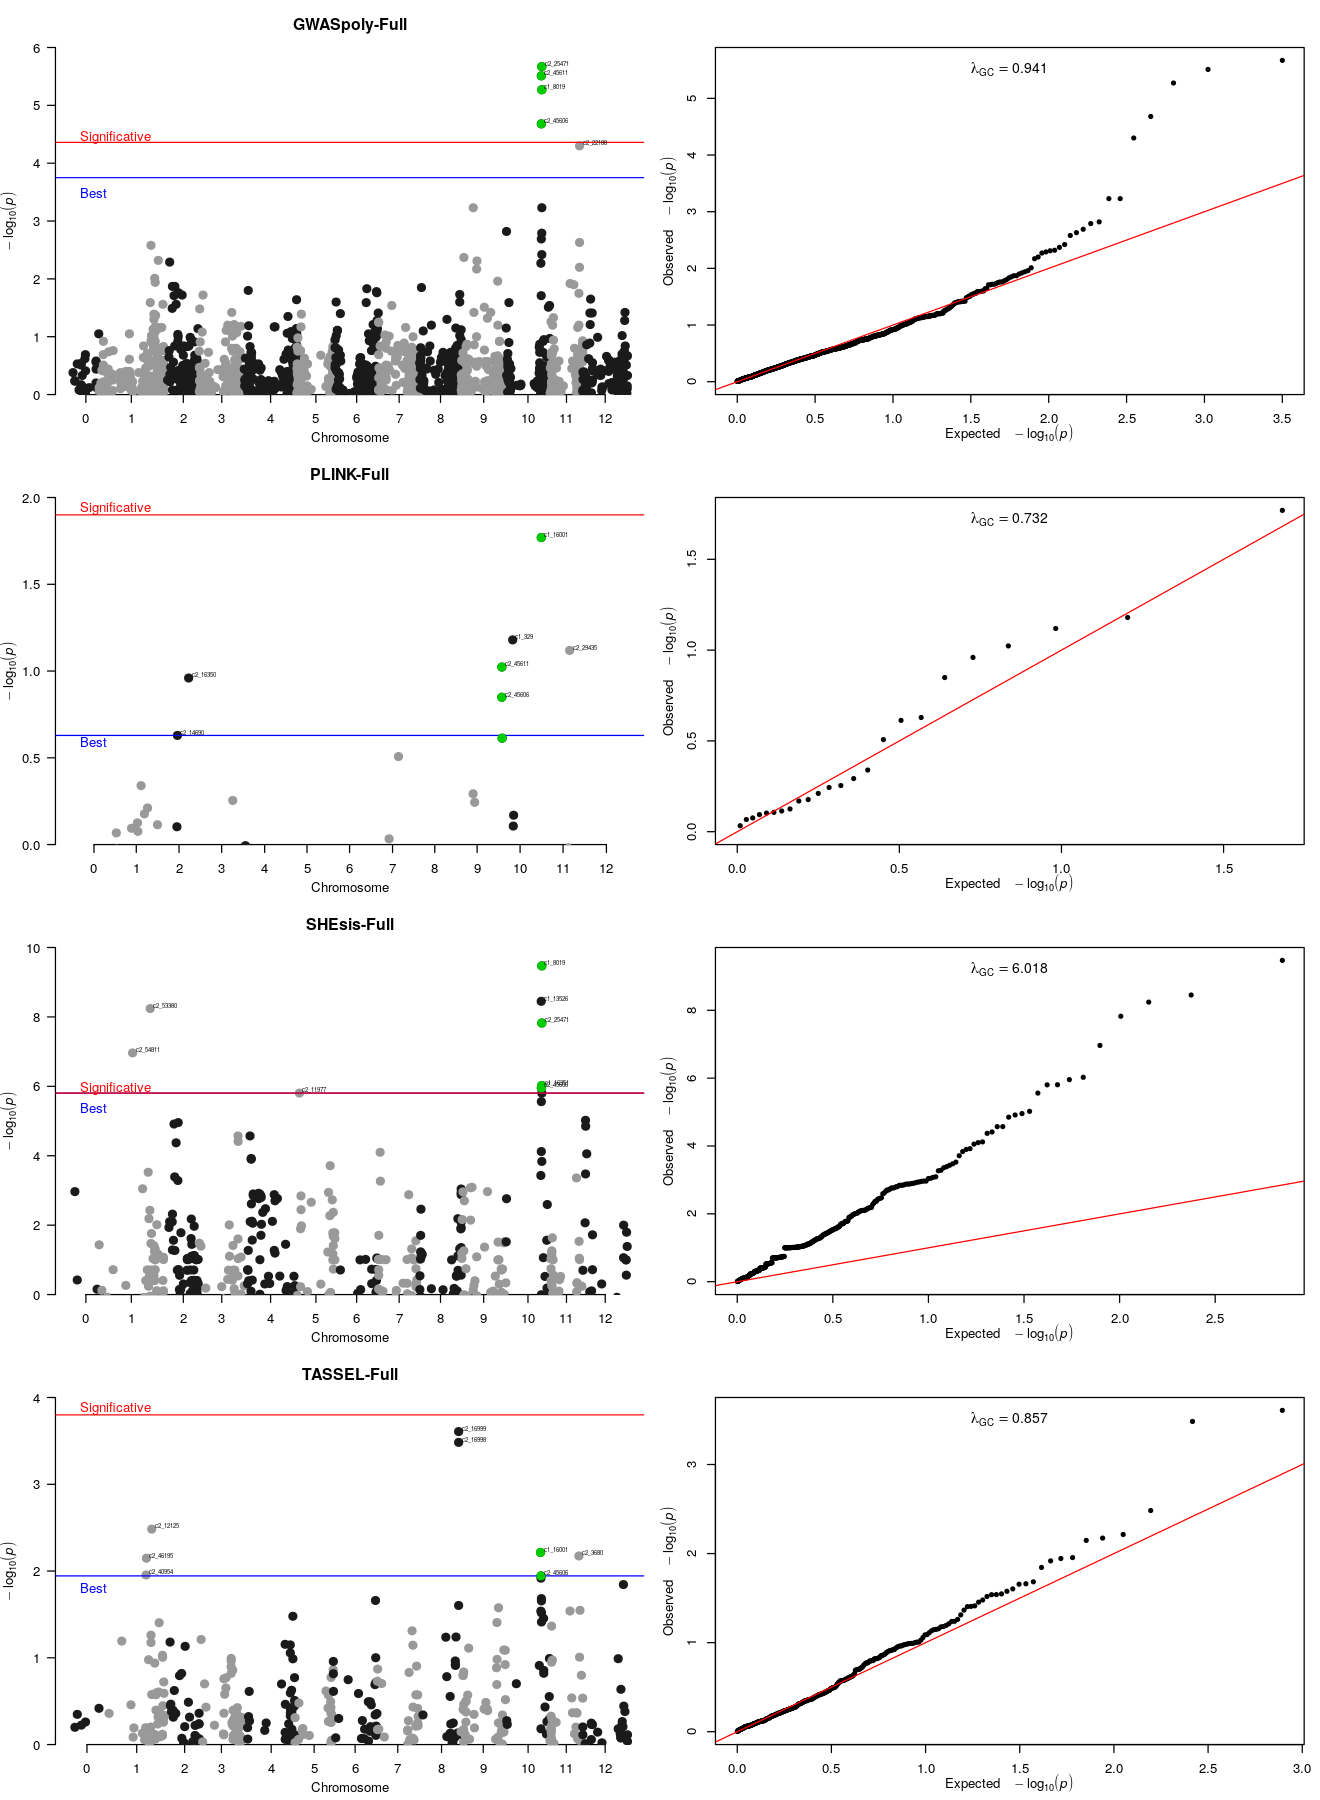 GWASpoly-Full
6
5
4
3
2
1
0
− log10(p)
Significative
Best
c2_25471
c2_45611
c1_8019
c2_45606
c2_22188
0 1 2 3 4 5 6 7 8 9 10 11 12
Chromosome
λGC = 0.941
5
4
3
2
1
0
Observed − log10(p)
0.0 0.5 1.0 1.5 2.0 2.5 3.0 3.5
Expected − log10(p)
PLINK-Full
2.0
1.5
1.0
0.5
0.0
− log10(p)
Significative
Best
c1_16001
c1_329
c2_29435
c2_45611
c2_16350
c2_45606
c2_14690
0 1 2 3 4 5 6 7 8 9 10 11 12
Chromosome
λGC = 0.732
1.5
1.0
0.5
0.0
Observed − log10(p)
0.0 0.5 1.0 1.5
Expected − log10(p)
SHEsis-Full
10
8
6
4
2
0
− log10(p)
Significative
Best
c1_8019
c1_13526
c2_53380
c2_25471
c2_54811
c2_11977
0 1 2 3 4 5 6 7 8 9 10 11 12
Chromosome
λGC = 6.018
8
6
4
2
0
Observed − log10(p)
0.0 0.5 1.0 1.5 2.0 2.5
Expected − log10(p)
TASSEL-Full
4
3
2
1
0
− log10(p)
Significative
Best
c2_16999
c2_16998
c2_12125
c1_16001
c2_46195
c2_3680
c2_40954
c2_45606
0 1 2 3 4 5 6 7 8 9 10 11 12
Chromosome
λGC = 0.857
3
2
1
0
Observed − log10(p)
0.0 0.5 1.0 1.5 2.0 2.5 3.0
Expected − log10(p)